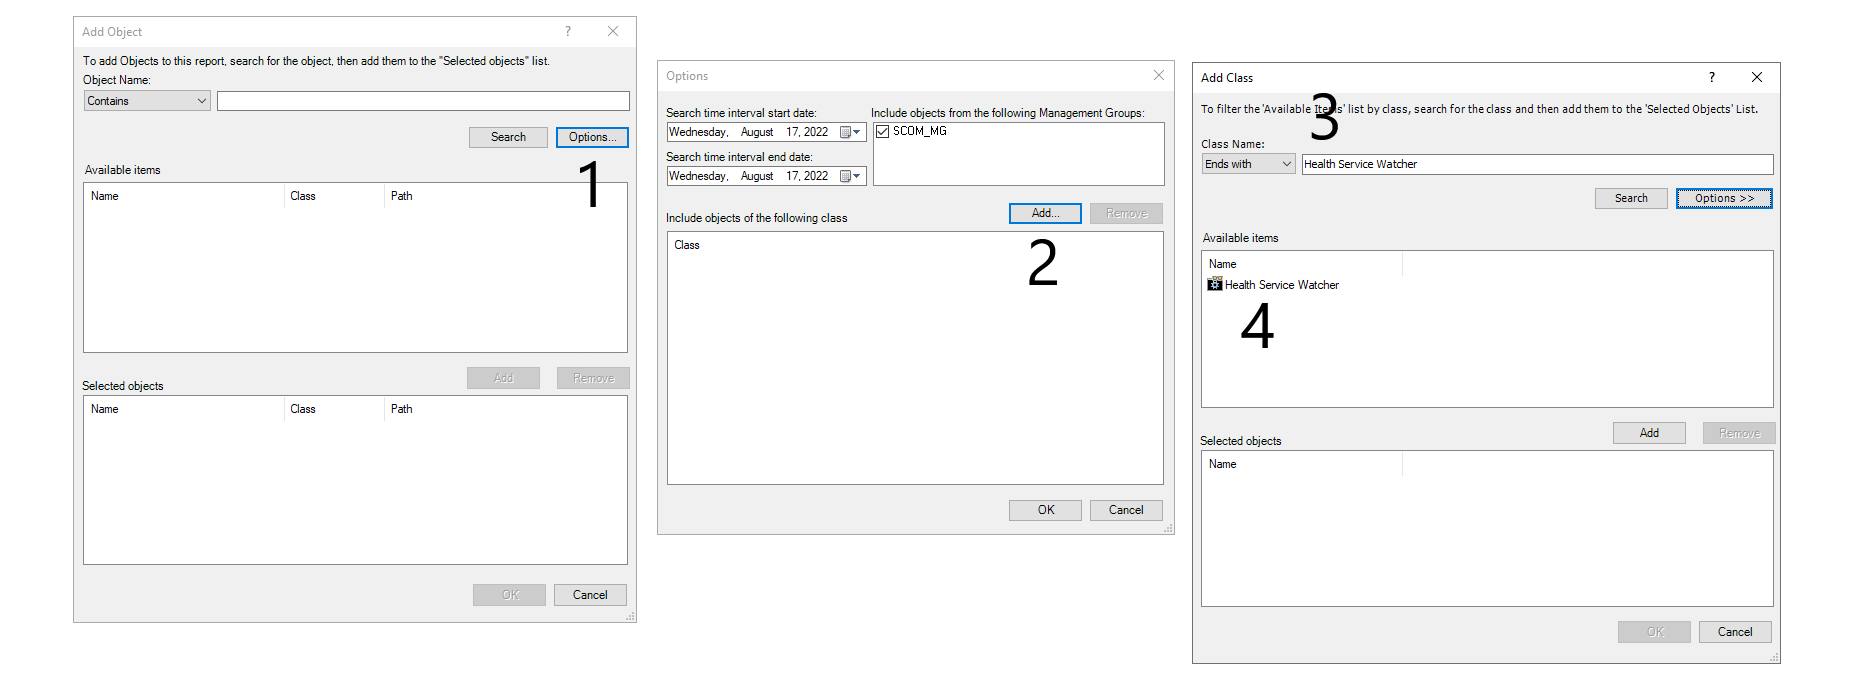 Add Object ?
To add Objects to this report, search for the object, then add them to the "Selected objects" list.
Object Name:
Contains
Search Options...
1
Available items
Name Class Path
Add Remove
Selected objects
Name Class Path
OK Cancel
Options
Search time interval start date: Include objects from the following Management Groups:
Wednesday, August 17, 2022 SCOM_MG
Search time interval end date:
Wednesday, August 17, 2022
Include objects of the following class Add... Remove
Class
2
OK Cancel
Add Class ?
To filter the 'Available Items' list by class, search for the class and then add them to the 'Selected Objects' List.
3
Class Name:
Ends with Health Service Watcher
Search Options >>
Available items
Name
Health Service Watcher
4
Add Remove
Selected objects
Name
OK Cancel